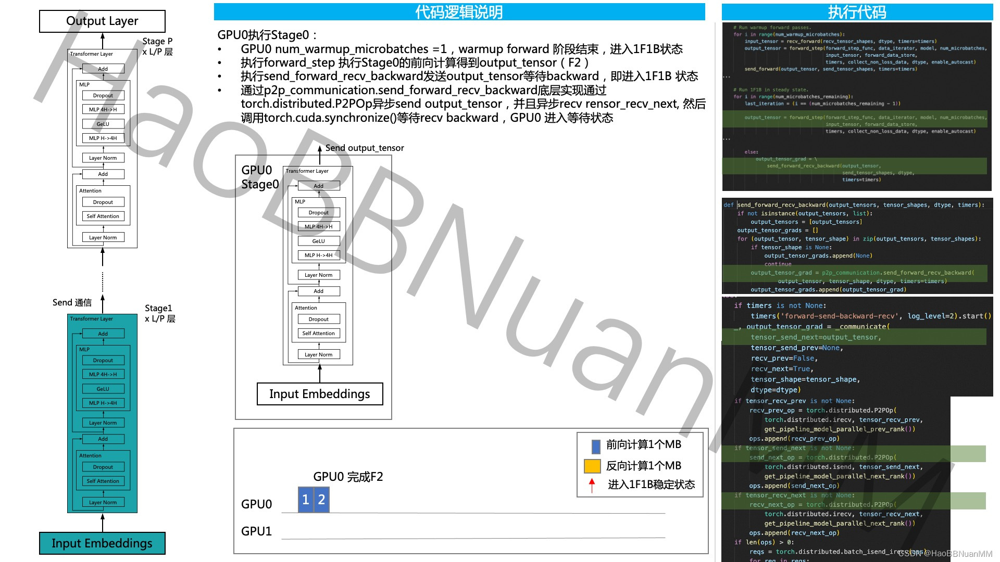 Output Layer
Stage P
x L/P 层
Transformer Layer
Add
MLP
Dropout
MLP 4H->H
GeLU
MLP H->4H
Layer Norm
Add
Attention
Dropout
Self Attention
Layer Norm
Send 通信
Stage1
x L/P 层
Transformer Layer
Add
MLP
Dropout
MLP 4H->H
GeLU
MLP H->4H
Layer Norm
Add
Attention
Dropout
Self Attention
Layer Norm
Input Embeddings
代码逻辑说明
GPU0执行Stage0：
• GPU0 num_warmup_microbatches =1，warmup forward 阶段结束，进入1F1B状态
• 执行forward_step 执行Stage0的前向计算得到output_tensor（F2）
• 执行send_forward_recv_backward发送output_tensor等待backward，即进入1F1B 状态
• 通过p2p_communication.send_forward_recv_backward底层实现通过
torch.distributed.P2POp异步send output_tensor，并且异步recv rensor_recv_next, 然后
调用torch.cuda.synchronize()等待recv backward，GPU0 进入等待状态
Send output_tensor
GPU0
Stage0
Transformer Layer
Add
MLP
Dropout
MLP 4H->H
GeLU
MLP H->4H
Layer Norm
Add
Attention
Dropout
Self Attention
Layer Norm
Input Embeddings
前向计算1个MB
反向计算1个MB
进入1F1B稳定状态
GPU0 完成F2
1 2
GPU0
GPU1
执行代码
# Run warmup forward passes.
for i in range(num_warmup_microbatches):
input_tensor = recv_forward(recv_tensor_shapes, dtype, timers=timers)
output_tensor = forward_step(forward_step_func, data_iterator, model, num_microbatches,
input_tensor, forward_data_store,
timers, collect_non_loss_data, dtype, enable_autocast)
send_forward(output_tensor, send_tensor_shapes, timers=timers)
...
# Run 1F1B in steady state.
for i in range(num_microbatches_remaining):
last_iteration = (i == (num_microbatches_remaining - 1))
output_tensor = forward_step(forward_step_func, data_iterator, model, num_microbatches,
input_tensor, forward_data_store,
timers, collect_non_loss_data, dtype, enable_autocast)
...
else:
output_tensor_grad = \
send_forward_recv_backward(output_tensor,
send_tensor_shapes, dtype,
timers=timers)
def send_forward_recv_backward(output_tensors, tensor_shapes, dtype, timers):
if not isinstance(output_tensors, list):
output_tensors = [output_tensors]
output_tensor_grads = []
for (output_tensor, tensor_shape) in zip(output_tensors, tensor_shapes):
if tensor_shape is None:
output_tensor_grads.append(None)
continue
output_tensor_grad = p2p_communication.send_forward_recv_backward(
output_tensor, tensor_shape, dtype, timers=timers)
output_tensor_grads.append(output_tensor_grad)
if timers is not None:
timers('forward-send-backward-recv', log_level=2).start()
_, output_tensor_grad = _communicate(
tensor_send_next=output_tensor,
tensor_send_prev=None,
recv_prev=False,
recv_next=True,
tensor_shape=tensor_shape,
dtype=dtype)
if tensor_recv_prev is not None:
recv_prev_op = torch.distributed.P2POp(
torch.distributed.irecv, tensor_recv_prev,
get_pipeline_model_parallel_prev_rank())
ops.append(recv_prev_op)
if tensor_send_next is not None:
send_next_op = torch.distributed.P2POp(
torch.distributed.isend, tensor_send_next,
get_pipeline_model_parallel_next_rank())
ops.append(send_next_op)
if tensor_recv_next is not None:
recv_next_op = torch.distributed.P2POp(
torch.distributed.irecv, tensor_recv_next,
get_pipeline_model_parallel_next_rank())
ops.append(recv_next_op)
if len(ops) > 0:
reqs = torch.distributed.batch_isend_irecv(ops)
for req in reqs:
HaoBBNuanMM
CSDN @HaoBBNuanMM